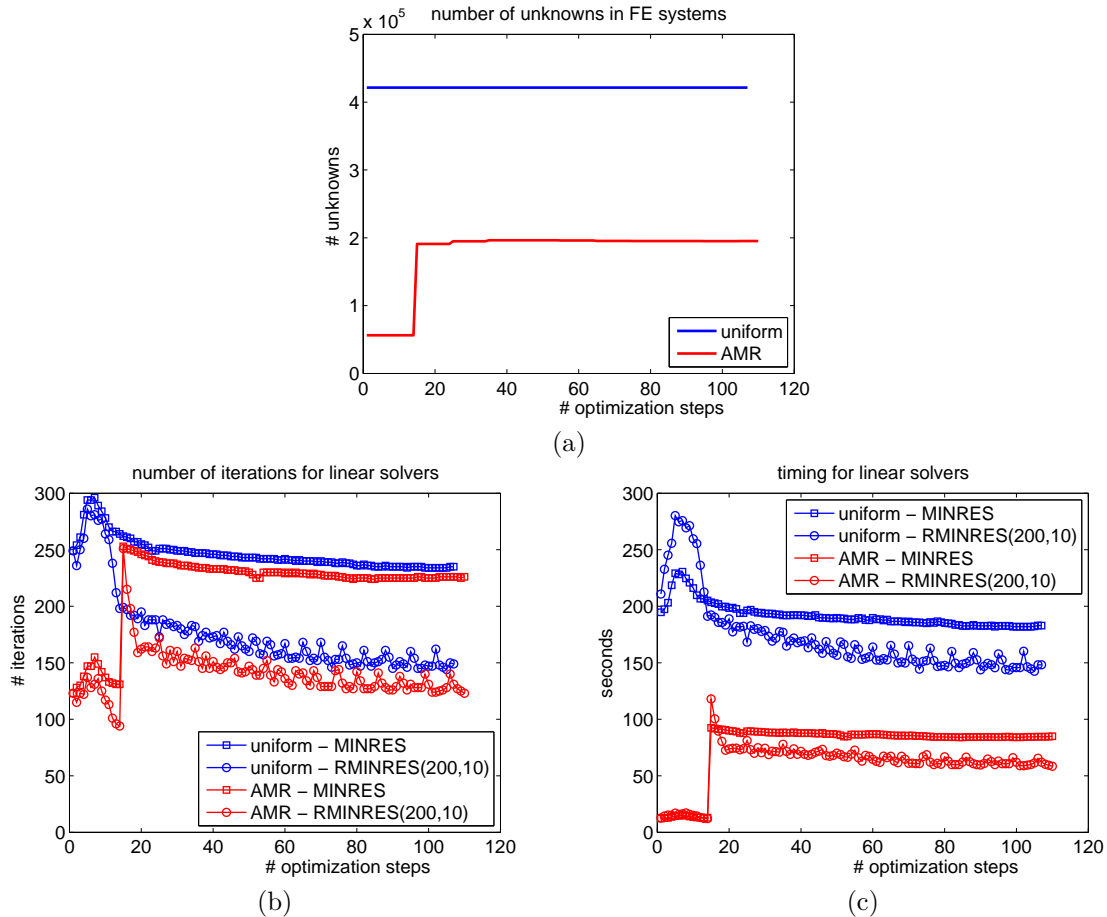 number of unknowns in FE systems
x 10^5
5
4
3
2
1
0
# unknowns
uniform
AMR
0 20 40 60 80 100 120
# optimization steps
(a)
number of iterations for linear solvers
300
250
200
150
100
50
0
# iterations
uniform − MINRES
uniform − RMINRES(200,10)
AMR − MINRES
AMR − RMINRES(200,10)
0 20 40 60 80 100 120
# optimization steps
(b)
timing for linear solvers
300
250
200
150
100
50
0
seconds
uniform − MINRES
uniform − RMINRES(200,10)
AMR − MINRES
AMR − RMINRES(200,10)
0 20 40 60 80 100 120
# optimization steps
(c)